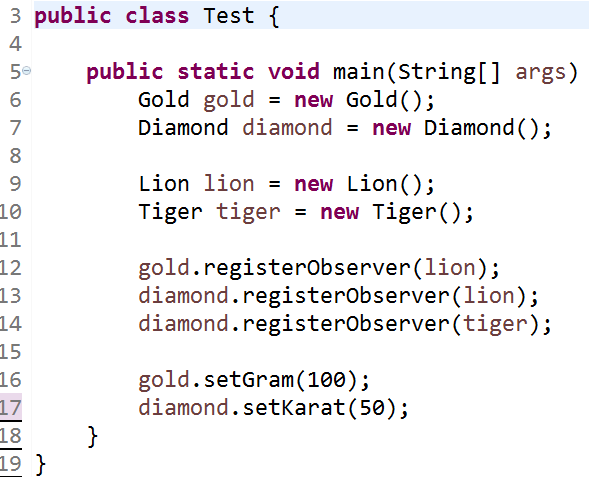 3 public class Test {
4
5 public static void main(String[] args)
6 Gold gold = new Gold();
7 Diamond diamond = new Diamond();
8
9 Lion lion = new Lion();
10 Tiger tiger = new Tiger();
11
12 gold.registerObserver(lion);
13 diamond.registerObserver(lion);
14 diamond.registerObserver(tiger);
15
16 gold.setGram(100);
17 diamond.setKarat(50);
18 }
19 }